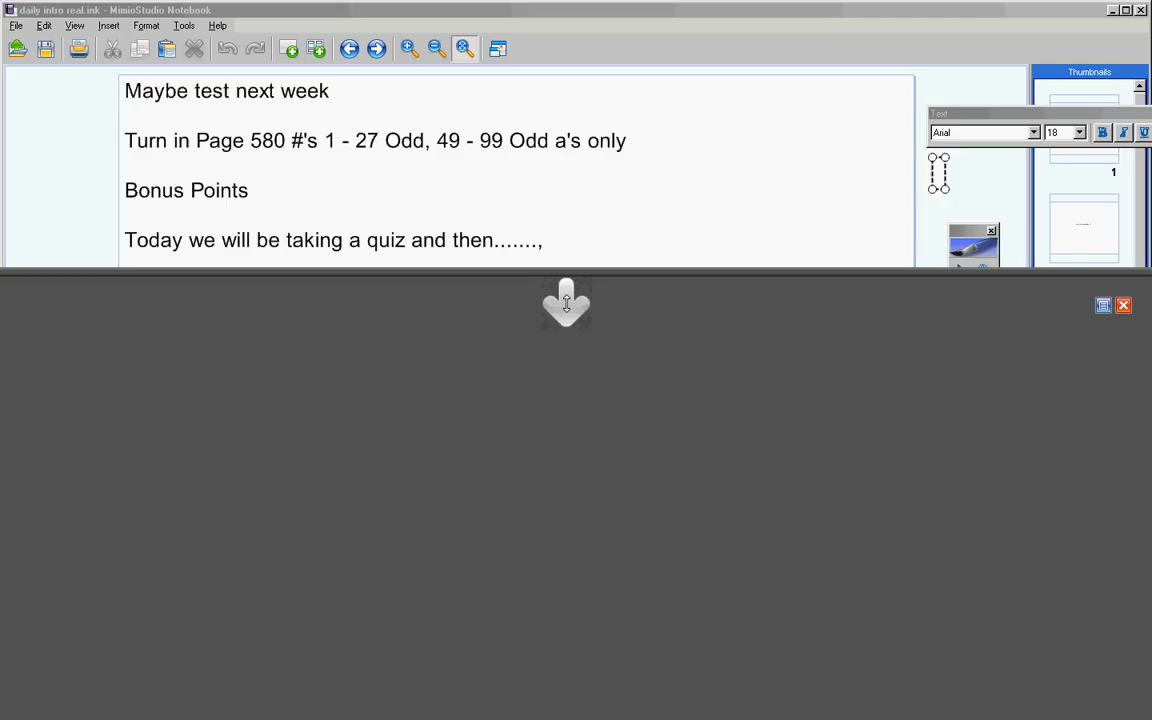 daily intro real.ink - MimioStudio Notebook
File Edit View Insert Format Tools Help
Thumbnails
Maybe test next week
Text
Arial 18 B I U
Turn in Page 580 #'s 1 - 27 Odd, 49 - 99 Odd a's only
1
Bonus Points
Today we will be taking a quiz and then.......,